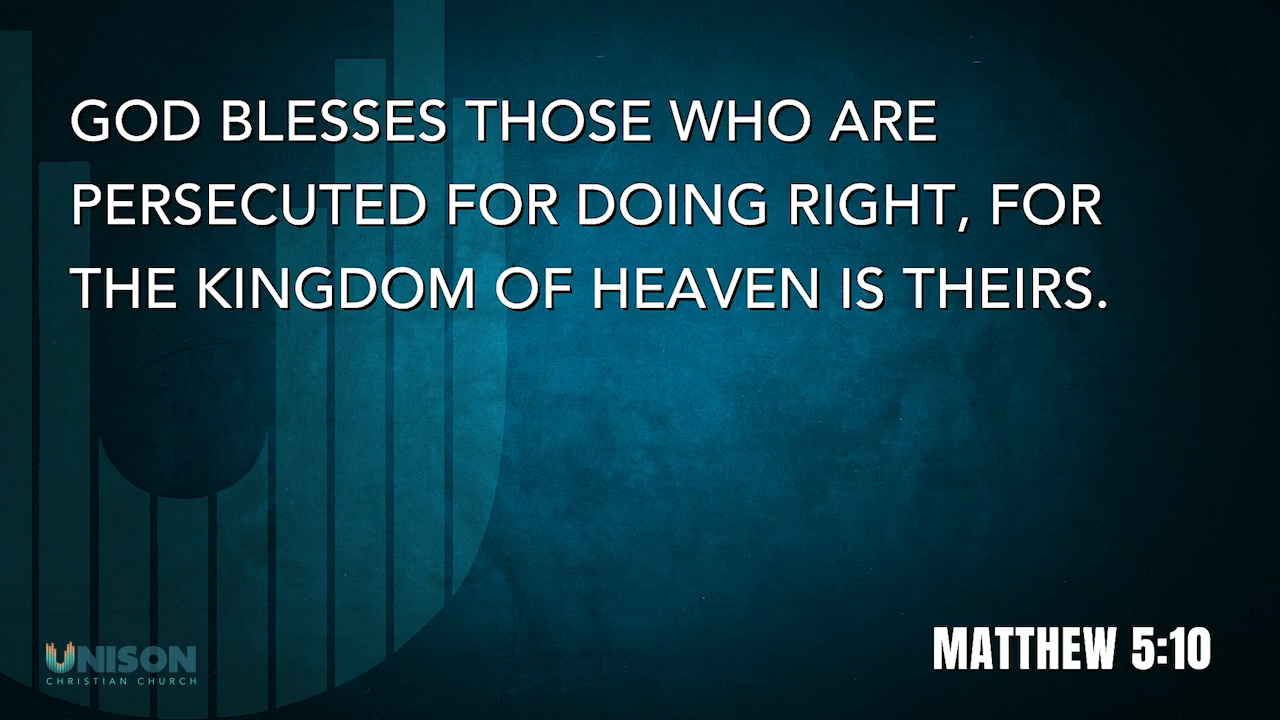 GOD BLESSES THOSE WHO ARE
PERSECUTED FOR DOING RIGHT, FOR
THE KINGDOM OF HEAVEN IS THEIRS.
UNISON
CHRISTIAN CHURCH
MATTHEW 5:10